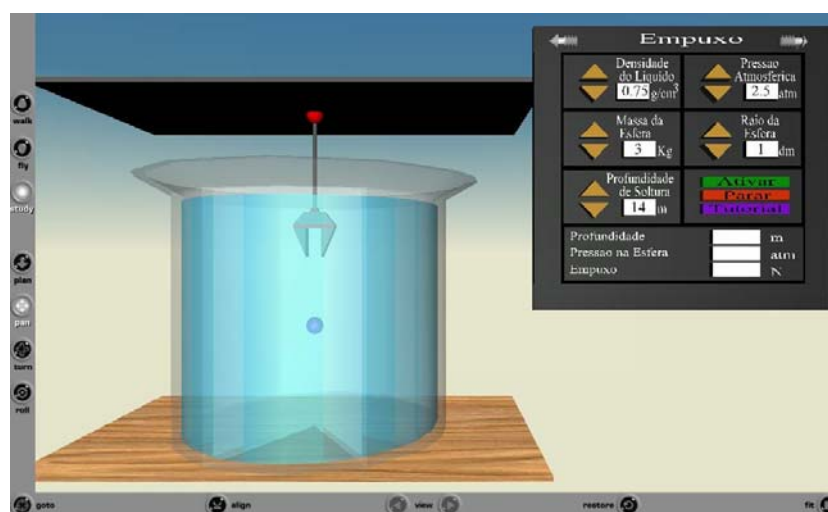 Empuxo
Densidade
do Liquido
0.75 g/cm³
Pressao
Atmosferica
2.5 atm
Massa da
Esfera
3 Kg
Raio da
Esfera
1 dm
Profundidade
de Soltura
14 m
Ativar
Parar
Tutorial
Profundidade m
Pressao na Esfera atm
Empuxo N
walk
fly
study
plan
pan
turn
roll
goto
align
view
restore
fit